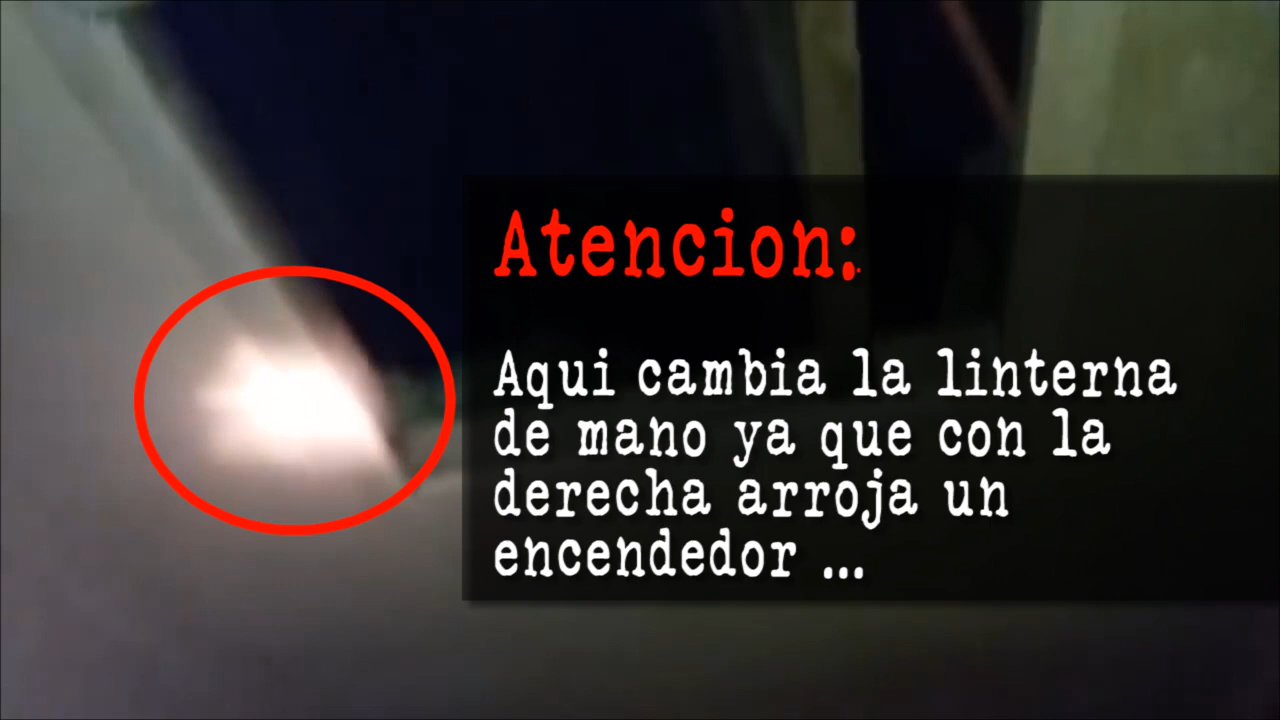 Atencion:
Aqui cambia la linterna
de mano ya que con la
derecha arroja un
encendedor ...